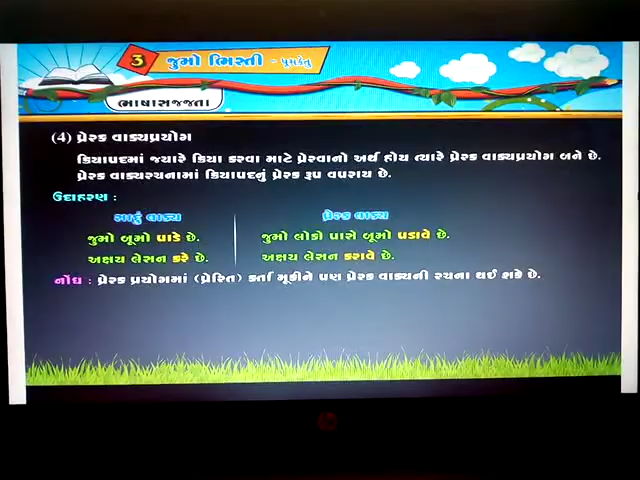 3 જુમો ભિસ્તી - ધૂમકેતુ
ભાષાસજજતા
(4) પ્રેરક વાક્યપ્રયોગ
ક્રિયાપદમાં જયારે ક્રિયા કરવા માટે પ્રેરવાનો અર્થ હોય ત્યારે પ્રેરક વાક્યપ્રયોગ બને છે.
પ્રેરક વાક્યરચનામાં ક્રિયાપદનું પ્રેરક રૂપ વપરાય છે.
ઉદાહરણ :
સાદું વાક્ય પ્રેરક વાક્ય
જુમો બૂમો પાડે છે. જુમો લોકો પાસે બૂમો પડાવે છે.
અક્ષય લેસન કરે છે. અક્ષય લેસન કરાવે છે.
નોંધ : પ્રેરક પ્રયોગમાં (પ્રેરિત) કર્તા મૂકીને પણ પ્રેરક વાક્યની રચના થઈ શકે છે.